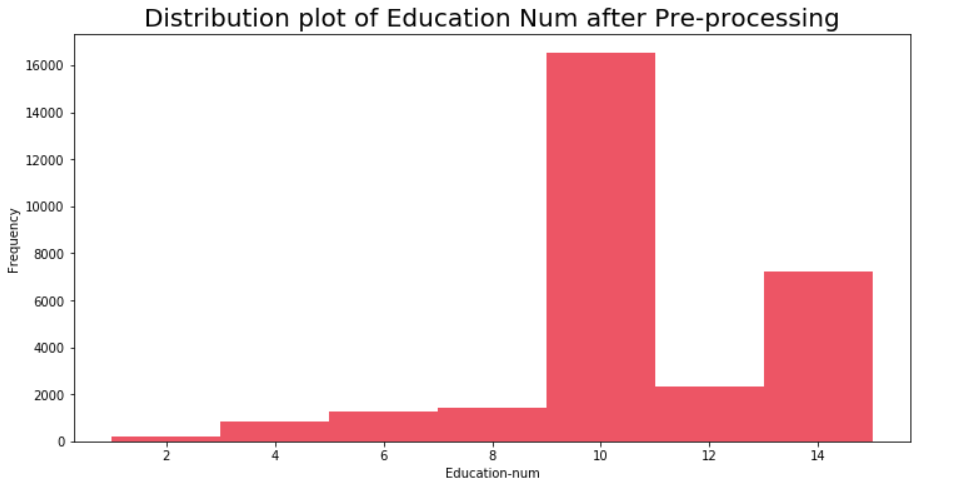 Distribution plot of Education Num after Pre-processing
16000
14000
12000
10000
8000
6000
4000
2000
0
Frequency
2 4 6 8 10 12 14
Education-num